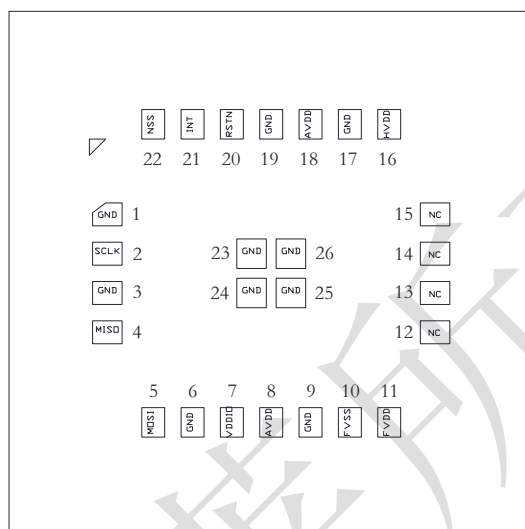 NSS INT RSTN GND AVDD GND HVDD
22 21 20 19 18 17 16
GND 1
15 NC
SCLK 2
23 GND GND 26
14 NC
GND 3
24 GND GND 25
13 NC
MISO 4
12 NC
5 6 7 8 9 10 11
MOSI GND VDDIO AVDD GND FVSS FVDD
所